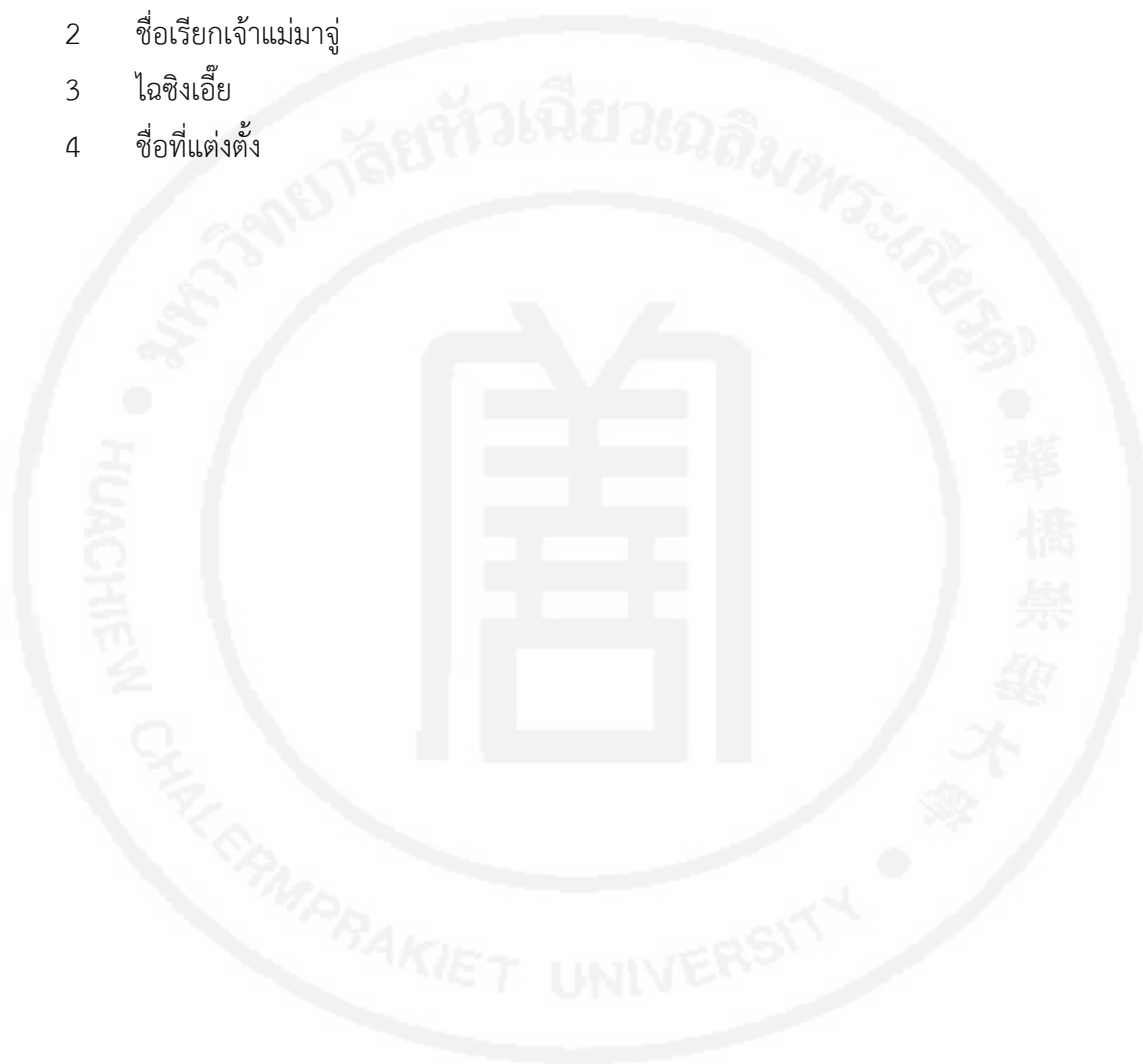 2 ชื่อเรียกเจ้าแม่มาจู่
3 ไฉซิงเอี๊ย
4 ชื่อที่แต่งตั้ง
มหาวิทยาลัยหัวเฉียวเฉลิมพระเกียรติ
華僑崇聖大學
HUACHIEW CHALERMPRAKIET UNIVERSITY